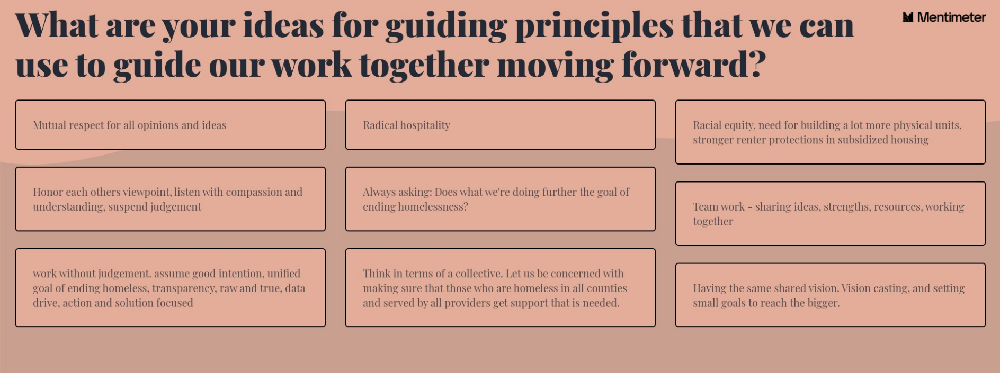 What are your ideas for guiding principles that we can
use to guide our work together moving forward?
Mentimeter
Mutual respect for all opinions and ideas
Honor each others viewpoint, listen with compassion and
understanding, suspend judgement
work without judgement. assume good intention, unified
goal of ending homeless, transparency, raw and true, data
drive, action and solution focused
Radical hospitality
Always asking: Does what we're doing further the goal of
ending homelessness?
Think in terms of a collective. Let us be concerned with
making sure that those who are homeless in all counties
and served by all providers get support that is needed.
Racial equity, need for building a lot more physical units,
stronger renter protections in subsidized housing
Team work - sharing ideas, strengths, resources, working
together
Having the same shared vision. Vision casting, and setting
small goals to reach the bigger.